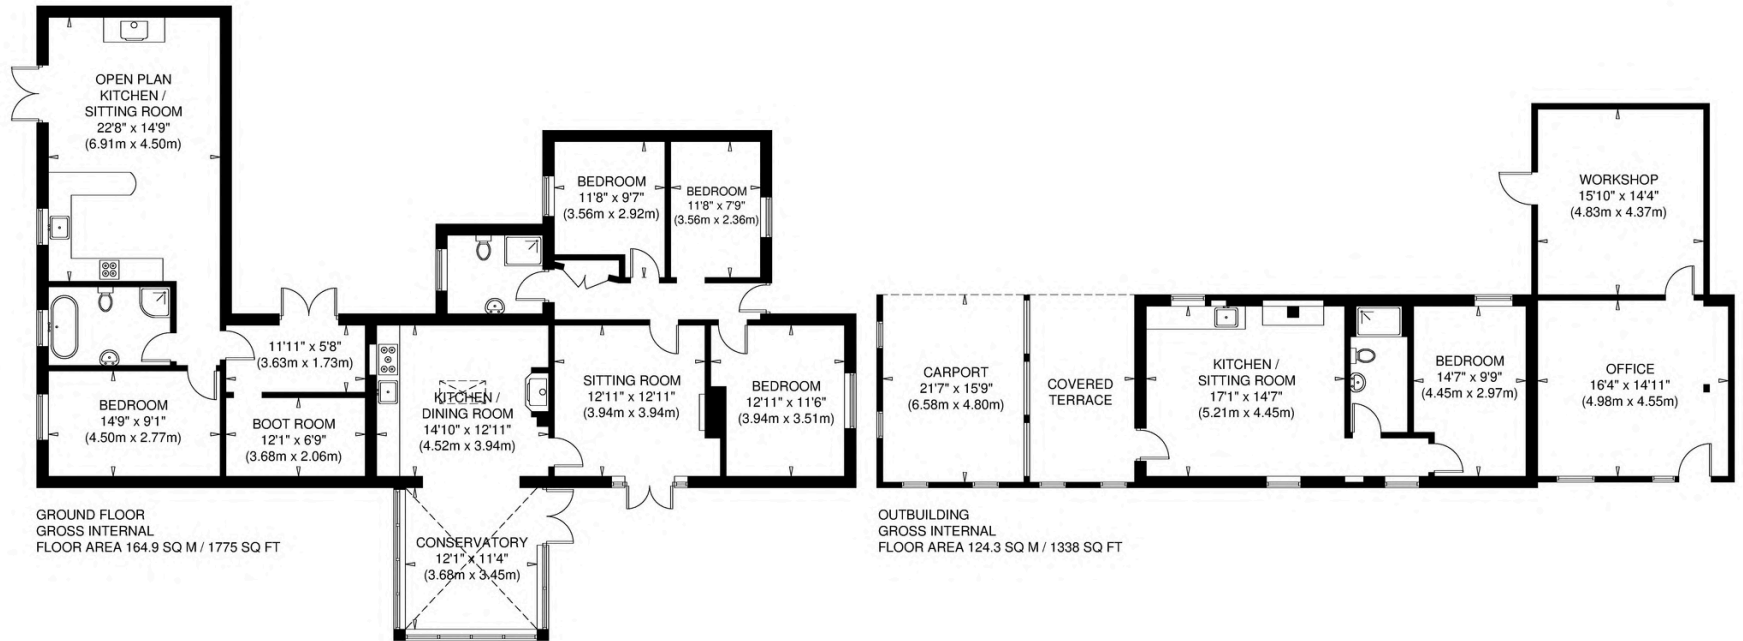 OPEN PLAN
KITCHEN /
SITTING ROOM
22'8" x 14'9"
(6.91m x 4.50m)
BEDROOM
11'8" x 9'7"
(3.56m x 2.92m)
BEDROOM
11'8" x 7'9"
(3.56m x 2.36m)
11'11" x 5'8"
(3.63m x 1.73m)
BEDROOM
14'9" x 9'1"
(4.50m x 2.77m)
BOOT ROOM
12'1" x 6'9"
(3.68m x 2.06m)
KITCHEN /
DINING ROOM
14'10" x 12'11"
(4.52m x 3.94m)
SITTING ROOM
12'11" x 12'11"
(3.94m x 3.94m)
BEDROOM
12'11" x 11'6"
(3.94m x 3.51m)
CONSERVATORY
12'1" x 11'4"
(3.68m x 3.45m)
GROUND FLOOR
GROSS INTERNAL
FLOOR AREA 164.9 SQ M / 1775 SQ FT
WORKSHOP
15'10" x 14'4"
(4.83m x 4.37m)
CARPORT
21'7" x 15'9"
(6.58m x 4.80m)
COVERED
TERRACE
KITCHEN /
SITTING ROOM
17'1" x 14'7"
(5.21m x 4.45m)
BEDROOM
14'7" x 9'9"
(4.45m x 2.97m)
OFFICE
16'4" x 14'11"
(4.98m x 4.55m)
OUTBUILDING
GROSS INTERNAL
FLOOR AREA 124.3 SQ M / 1338 SQ FT